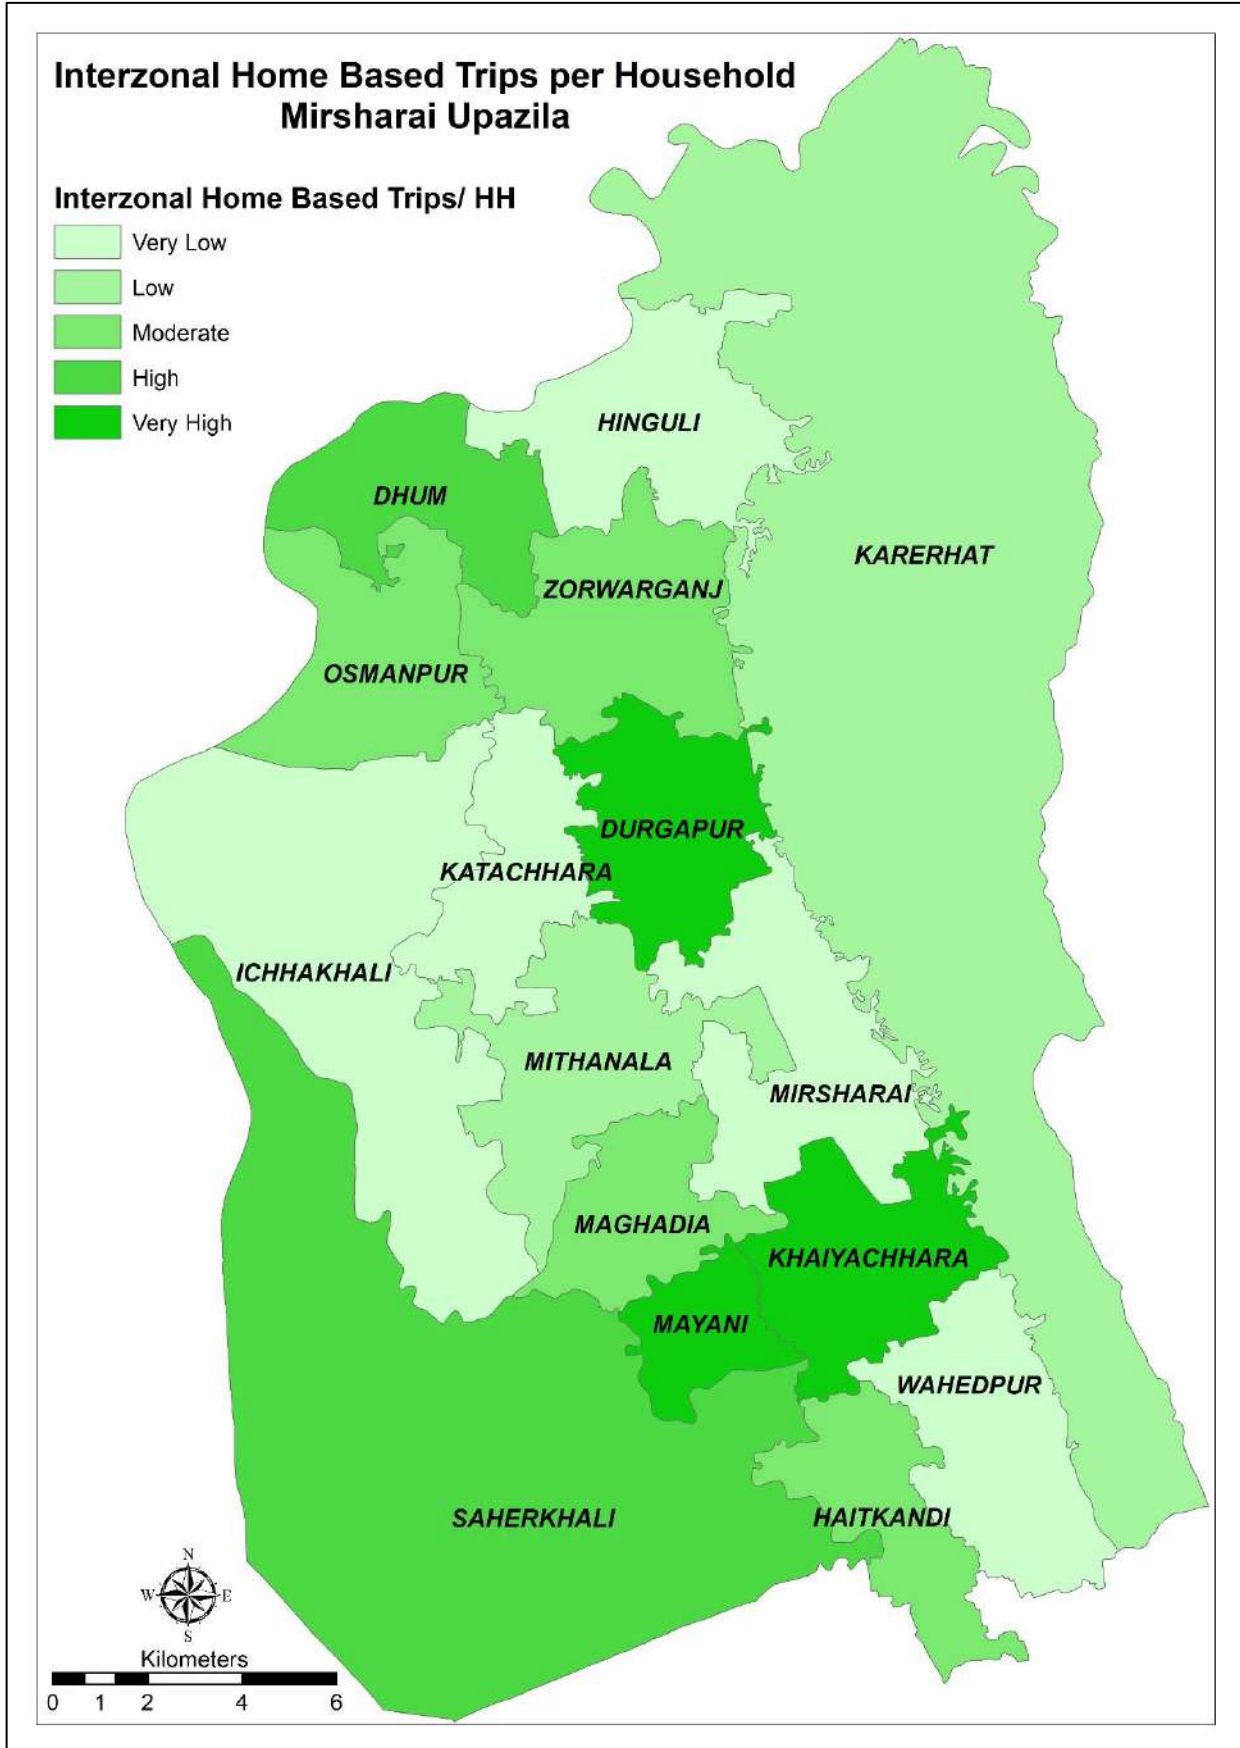 Interzonal Home Based Trips per Household
Mirsharai Upazila
Interzonal Home Based Trips/ HH
Very Low
Low
Moderate
High
Very High
HINGULI
DHUM
KARERHAT
ZORWARGANJ
OSMANPUR
DURGAPUR
KATACHHARA
ICHHAKHALI
MITHANALA
MIRSHARAI
MAGHADIA
KHAIYACHHARA
MAYANI
WAHEDPUR
SAHERKHALI
HAITKANDI
N
W E
S
Kilometers
0 1 2 4 6